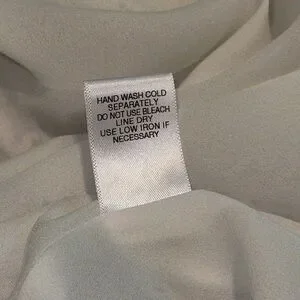 HAND WASH COLD
SEPARATELY
DO NOT USE BLEACH
LINE DRY
USE LOW IRON IF
NECESSARY